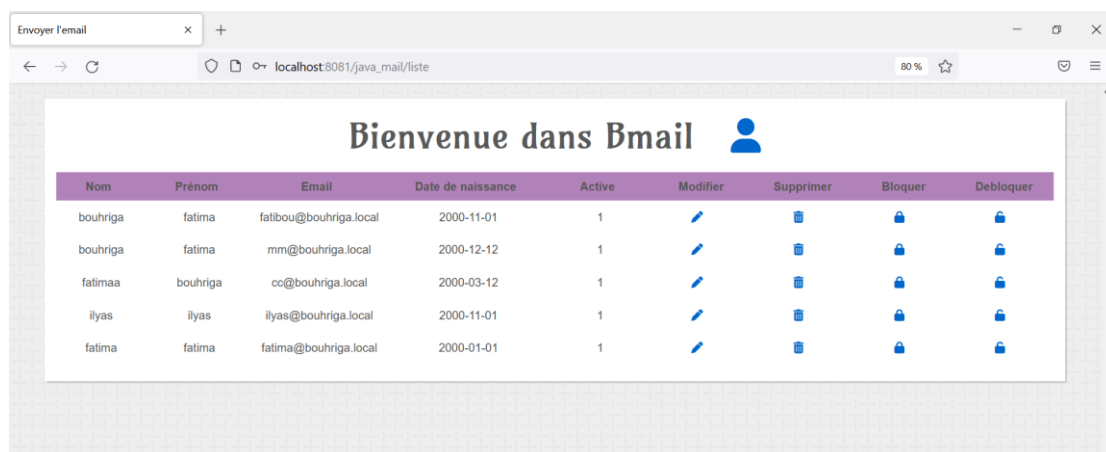 Envoyer l'email
localhost:8081/java_mail/liste 80 %
Bienvenue dans Bmail
Nom Prénom Email Date de naissance Active Modifier Supprimer Bloquer Debloquer
bouhriga fatima fatibou@bouhriga.local 2000-11-01 1
bouhriga fatima mm@bouhriga.local 2000-12-12 1
fatimaa bouhriga cc@bouhriga.local 2000-03-12 1
ilyas ilyas ilyas@bouhriga.local 2000-11-01 1
fatima fatima fatima@bouhriga.local 2000-01-01 1